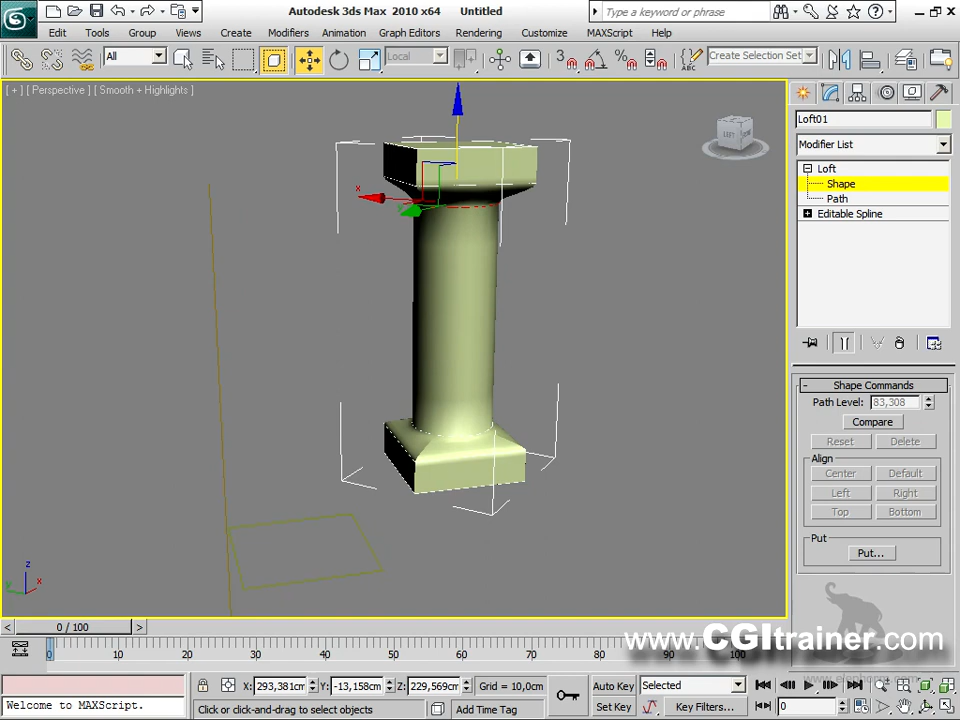 Autodesk 3ds Max 2010 x64 Untitled
Type a keyword or phrase
Edit Tools Group Views Create Modifiers Animation Graph Editors Rendering Customize MAXScript Help
All Local 3 Create Selection Set
[ + ] [ Perspective ] [ Smooth + Highlights ]
LEFT
x
y
z
x
y
Loft01
Modifier List
Loft
Shape
Path
Editable Spline
Shape Commands
Path Level: 83,308
Compare
Reset Delete
Align
Center Default
Left Right
Top Bottom
Put
Put...
< 0 / 100 >
0 10 20 30 40 50 60 70 80 90 100
www.CGItrainer.com
X: 293,381cm Y: -13,158cm Z: 229,569cm Grid = 10,0cm Auto Key Selected
Welcome to MAXScript. Click or click-and-drag to select objects Add Time Tag Set Key Key Filters... 0